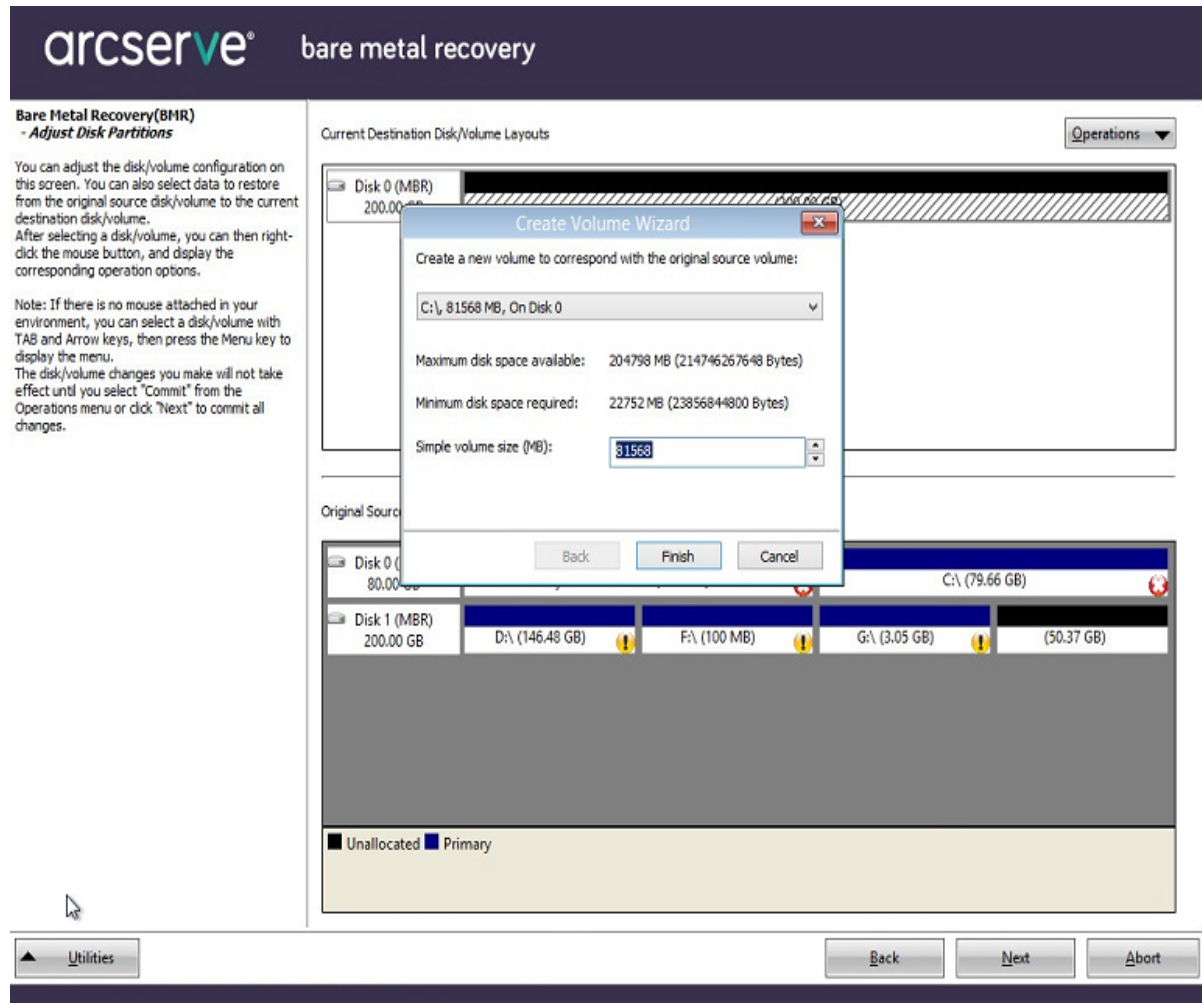 arcserve® bare metal recovery
Bare Metal Recovery(BMR)
- Adjust Disk Partitions
You can adjust the disk/volume configuration on
this screen. You can also select data to restore
from the original source disk/volume to the current
destination disk/volume.
After selecting a disk/volume, you can then right-
click the mouse button, and display the
corresponding operation options.
Note: If there is no mouse attached in your
environment, you can select a disk/volume with
TAB and Arrow keys, then press the Menu key to
display the menu.
The disk/volume changes you make will not take
effect until you select "Commit" from the
Operations menu or click "Next" to commit all
changes.
Current Destination Disk/Volume Layouts
Operations
Disk 0 (MBR)
200.00
Create Volume Wizard
Create a new volume to correspond with the original source volume:
C:\, 81568 MB, On Disk 0
Maximum disk space available: 204798 MB (214746267648 Bytes)
Minimum disk space required: 22752 MB (23856844800 Bytes)
Simple volume size (MB): 81568
Back Finish Cancel
Original Sourc
Disk 0 (
80.00
C:\ (79.66 GB)
Disk 1 (MBR)
200.00 GB
D:\ (146.48 GB)
F:\ (100 MB)
G:\ (3.05 GB)
(50.37 GB)
Unallocated Primary
Utilities
Back Next Abort